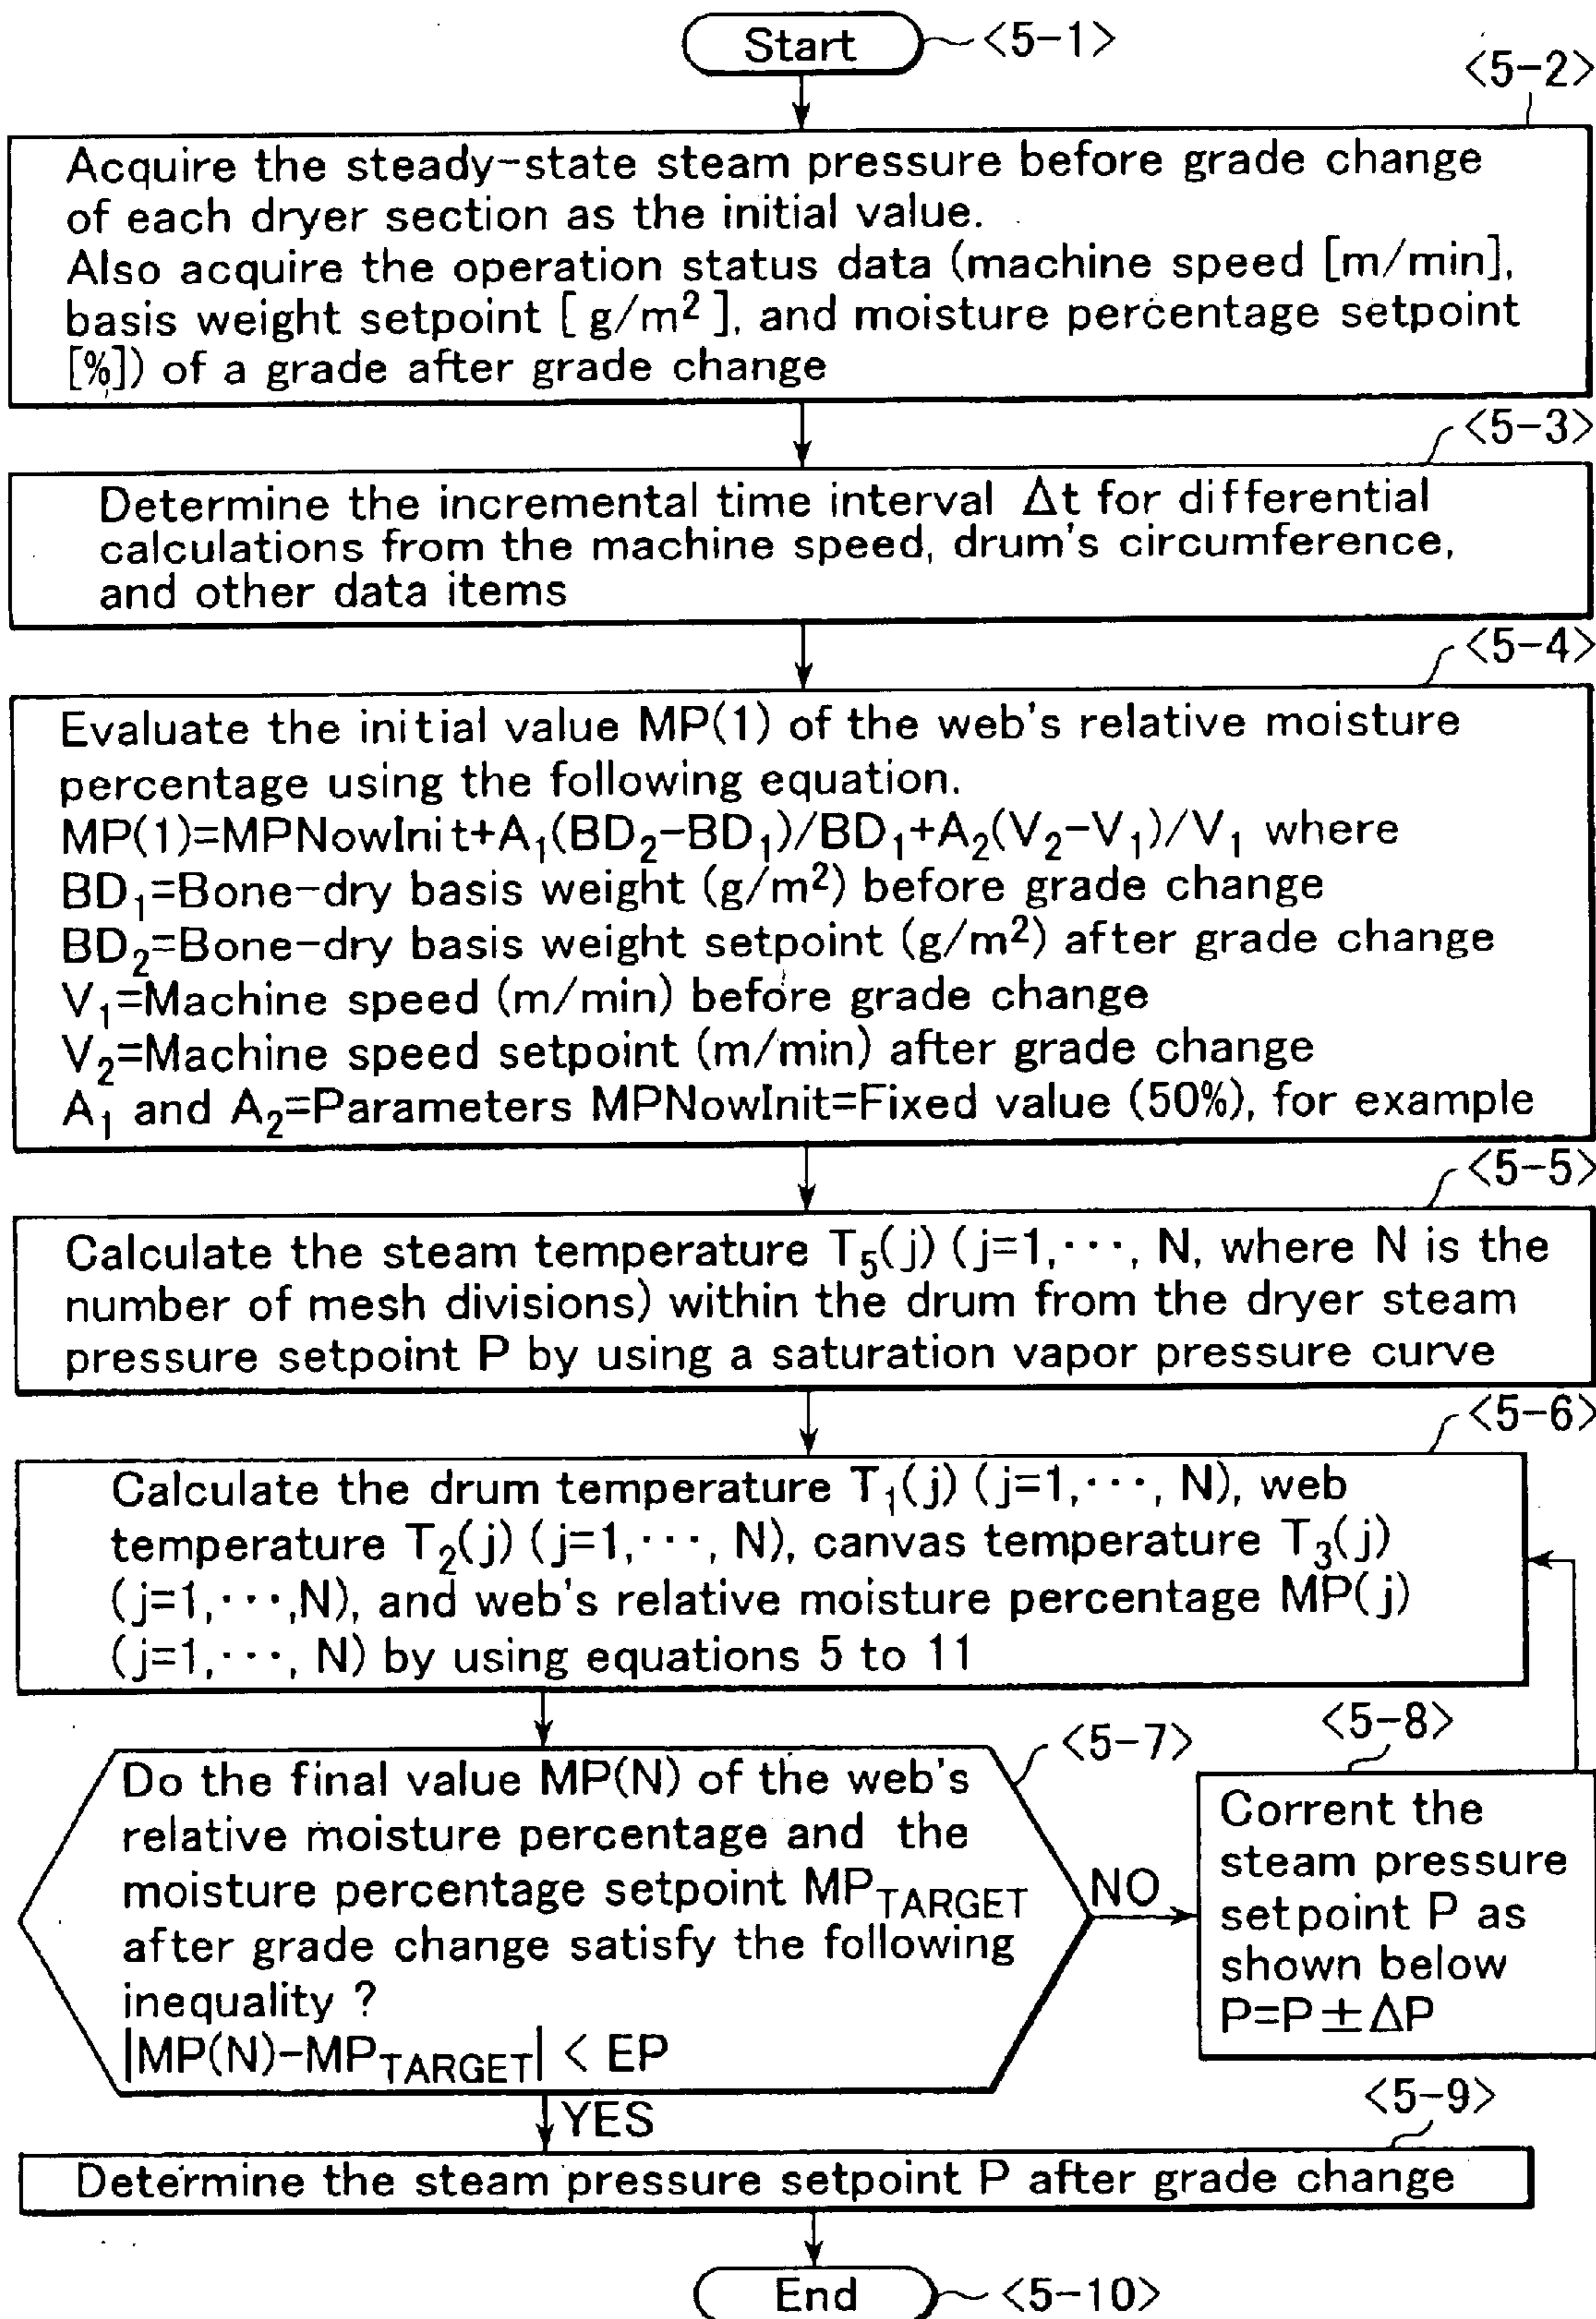 Start <5-1>
<5-2>
Acquire the steady-state steam pressure before grade change
of each dryer section as the initial value.
Also acquire the operation status data (machine speed [m/min],
basis weight setpoint [g/m²], and moisture percentage setpoint
[%]) of a grade after grade change
<5-3>
Determine the incremental time interval Δt for differential
calculations from the machine speed, drum's circumference,
and other data items
<5-4>
Evaluate the initial value MP(1) of the web's relative moisture
percentage using the following equation.
MP(1)=MPNowInit+A₁(BD₂-BD₁)/BD₁+A₂(V₂-V₁)/V₁ where
BD₁=Bone-dry basis weight (g/m²) before grade change
BD₂=Bone-dry basis weight setpoint (g/m²) after grade change
V₁=Machine speed (m/min) before grade change
V₂=Machine speed setpoint (m/min) after grade change
A₁ and A₂=Parameters MPNowInit=Fixed value (50%), for example
<5-5>
Calculate the steam temperature T₅(j) (j=1,···, N, where N is the
number of mesh divisions) within the drum from the dryer steam
pressure setpoint P by using a saturation vapor pressure curve
<5-6>
Calculate the drum temperature T₁(j) (j=1,···, N), web
temperature T₂(j) (j=1,···, N), canvas temperature T₃(j)
(j=1,···,N), and web's relative moisture percentage MP(j)
(j=1,···, N) by using equations 5 to 11
<5-7>
Do the final value MP(N) of the web's
relative moisture percentage and the
moisture percentage setpoint MP_TARGET
after grade change satisfy the following
inequality ?
|MP(N)-MP_TARGET| < EP
NO
<5-8>
Corrent the
steam pressure
setpoint P as
shown below
P=P±ΔP
YES
<5-9>
Determine the steam pressure setpoint P after grade change
End <5-10>